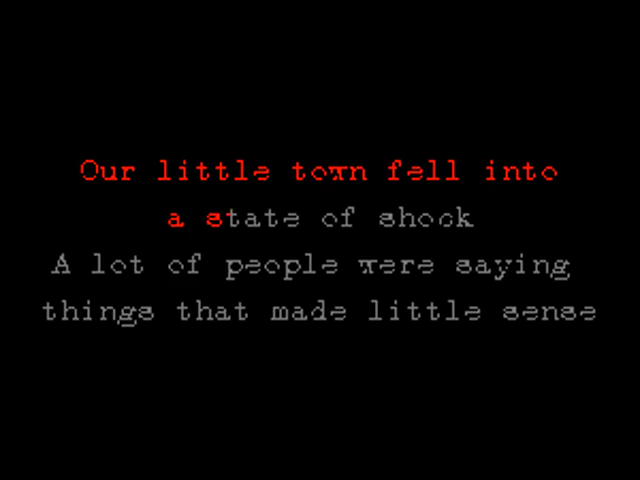 Our little town fell into
a state of shock
A lot of people were saying
things that made little sense